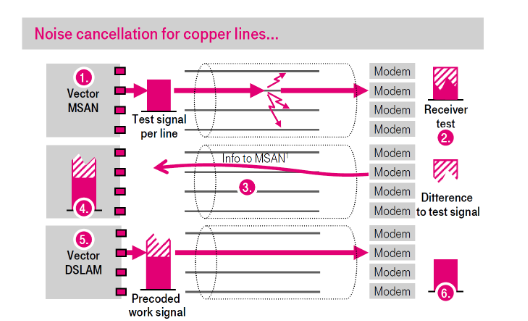 Noise cancellation for copper lines...
1.
Vector
MSAN
Test signal
per line
Modem
Modem
Modem
Modem
Receiver
test
2.
4.
Info to MSAN
3.
Modem
Modem
Modem
Modem
Difference
to test signal
5.
Vector
DSLAM
Precoded
work signal
Modem
Modem
Modem
Modem
6.